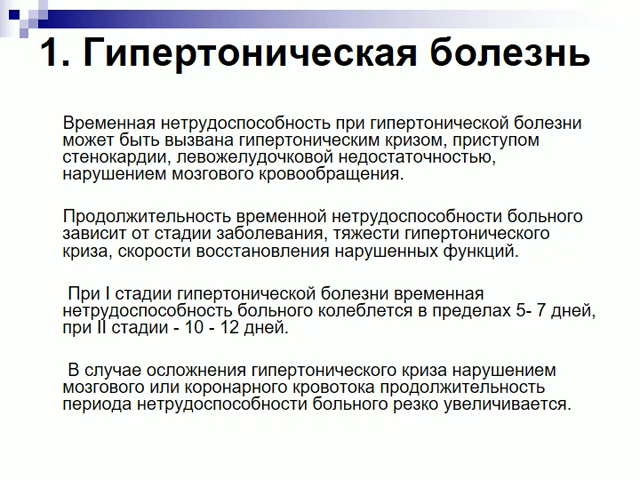 1. Гипертоническая болезнь
Временная нетрудоспособность при гипертонической болезни
может быть вызвана гипертоническим кризом, приступом
стенокардии, левожелудочковой недостаточностью,
нарушением мозгового кровообращения.
Продолжительность временной нетрудоспособности больного
зависит от стадии заболевания, тяжести гипертонического
криза, скорости восстановления нарушенных функций.
При I стадии гипертонической болезни временная
нетрудоспособность больного колеблется в пределах 5- 7 дней,
при II стадии - 10 - 12 дней.
В случае осложнения гипертонического криза нарушением
мозгового или коронарного кровотока продолжительность
периода нетрудоспособности больного резко увеличивается.